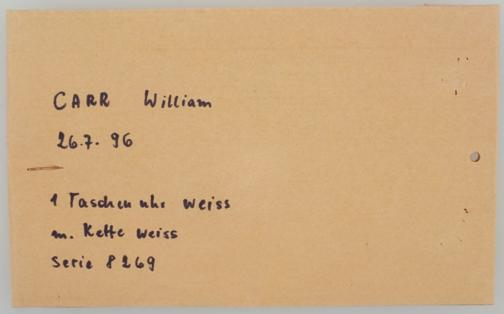 CARR William
26.7. 96
1 Taschenuhr weiss
m. Kette weiss
Serie 8269